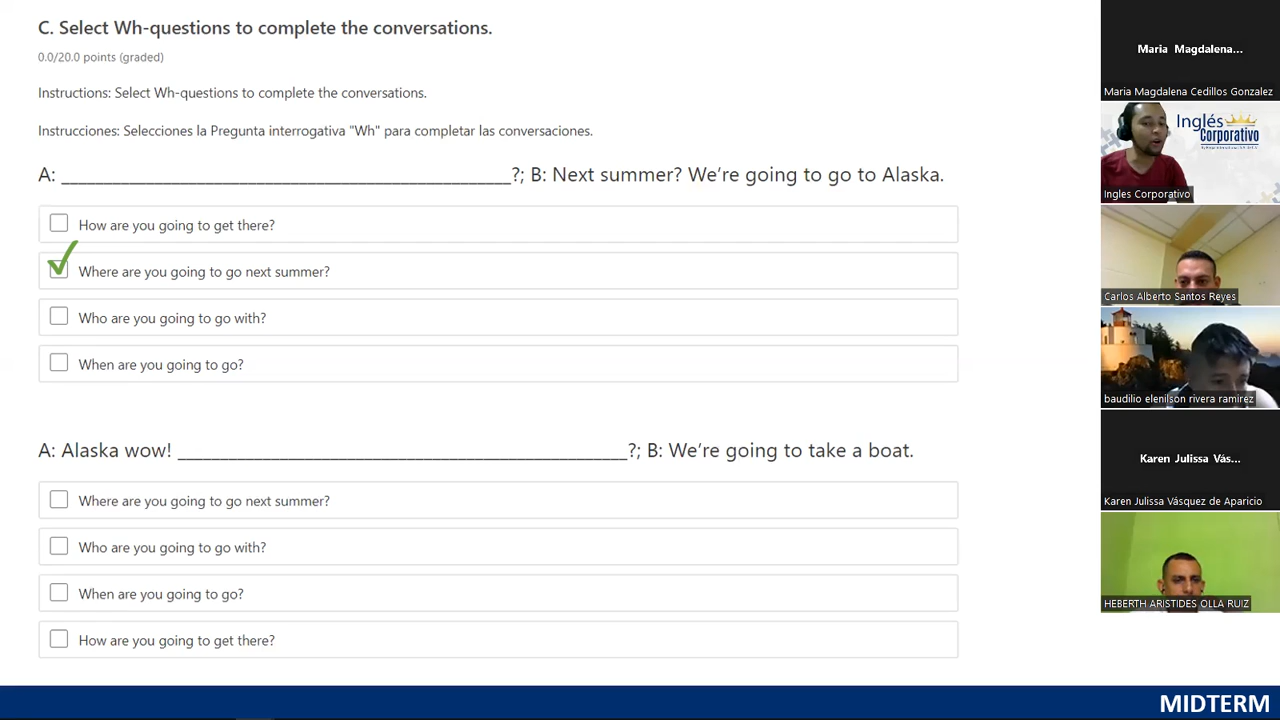 C. Select Wh-questions to complete the conversations.
0.0/20.0 points (graded)
Instructions: Select Wh-questions to complete the conversations.
Instrucciones: Selecciones la Pregunta interrogativa "Wh" para completar las conversaciones.
A: ______________________________________________?; B: Next summer? We're going to go to Alaska.
How are you going to get there?
Where are you going to go next summer?
Who are you going to go with?
When are you going to go?
A: Alaska wow! ______________________________________________?; B: We're going to take a boat.
Where are you going to go next summer?
Who are you going to go with?
When are you going to go?
How are you going to get there?
MIDTERM
Maria Magdalena...
Maria Magdalena Cedillos Gonzalez
Inglés
Corporativo
Ingles Corporativo
Carlos Alberto Santos Reyes
baudilio elenilson rivera ramirez
Karen Julissa Vás...
Karen Julissa Vásquez de Aparicio
HEBERTH ARISTIDES OLLA RUIZ